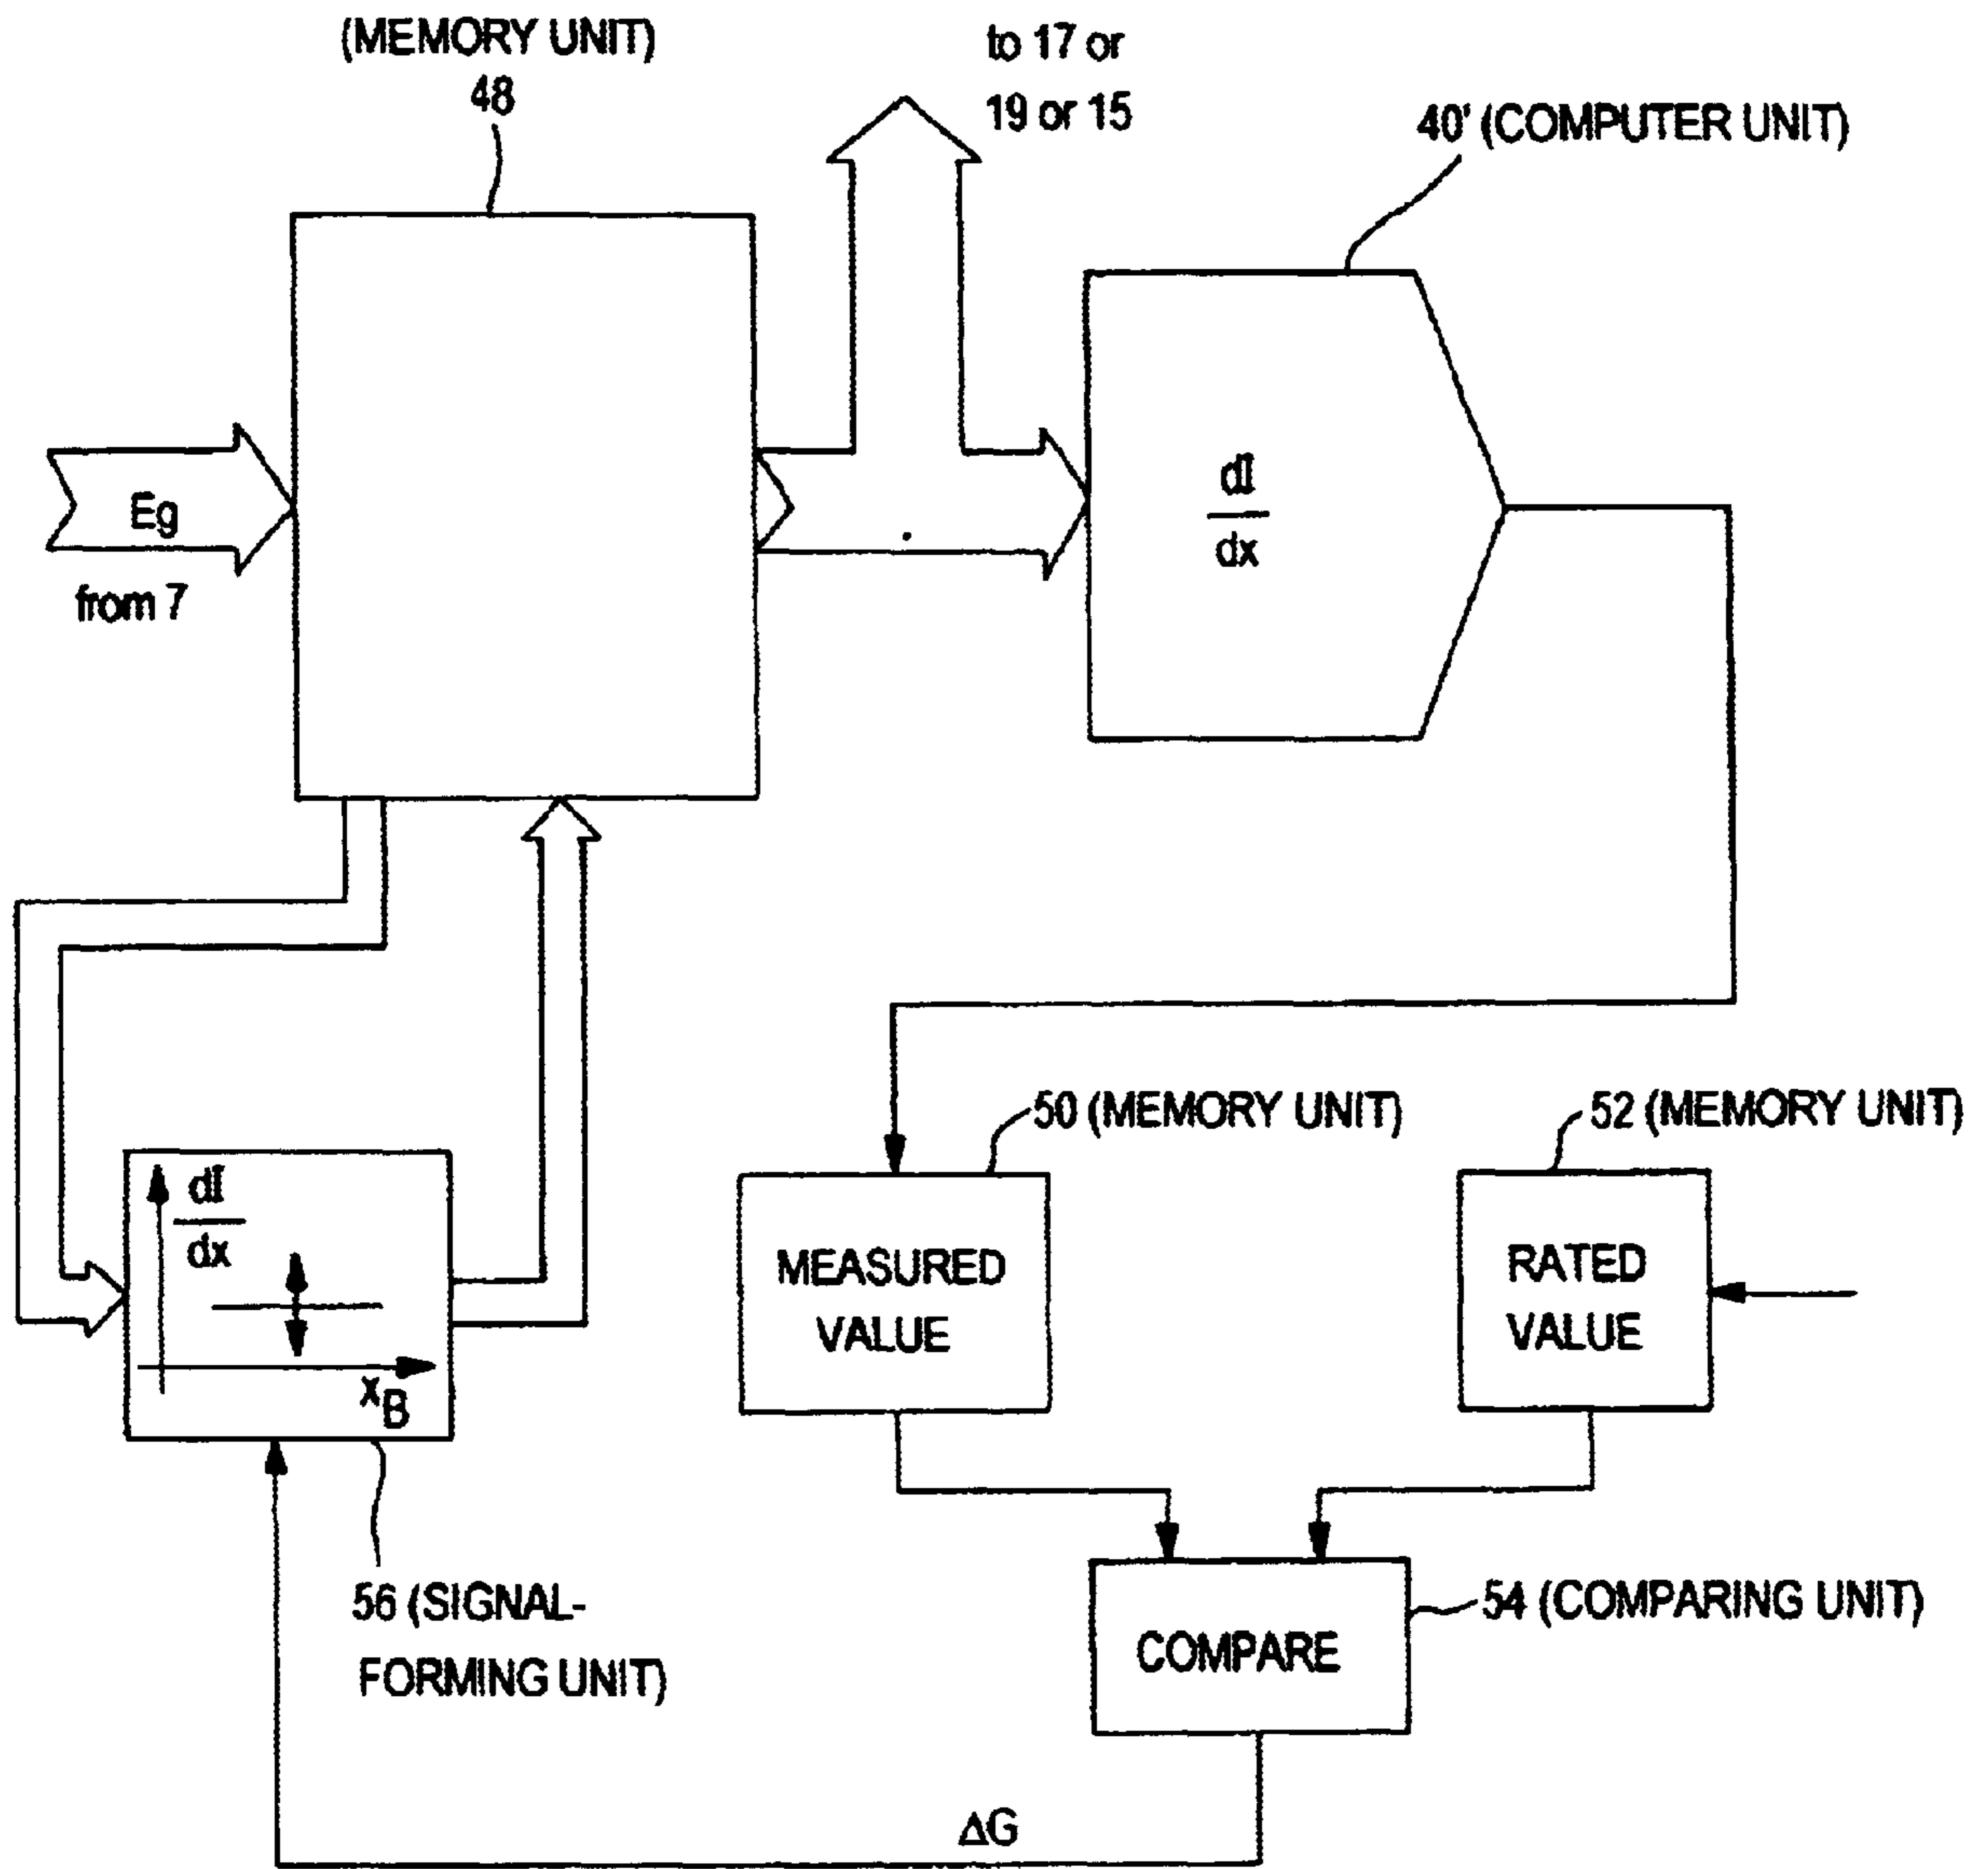 (MEMORY UNIT)
48
to 17 or
19 or 15
40' (COMPUTER UNIT)
Eg
from 7
dI
dx
50 (MEMORY UNIT)
52 (MEMORY UNIT)
dI
dx
xB
MEASURED
VALUE
RATED
VALUE
56 (SIGNAL-
FORMING UNIT)
COMPARE
54 (COMPARING UNIT)
ΔG